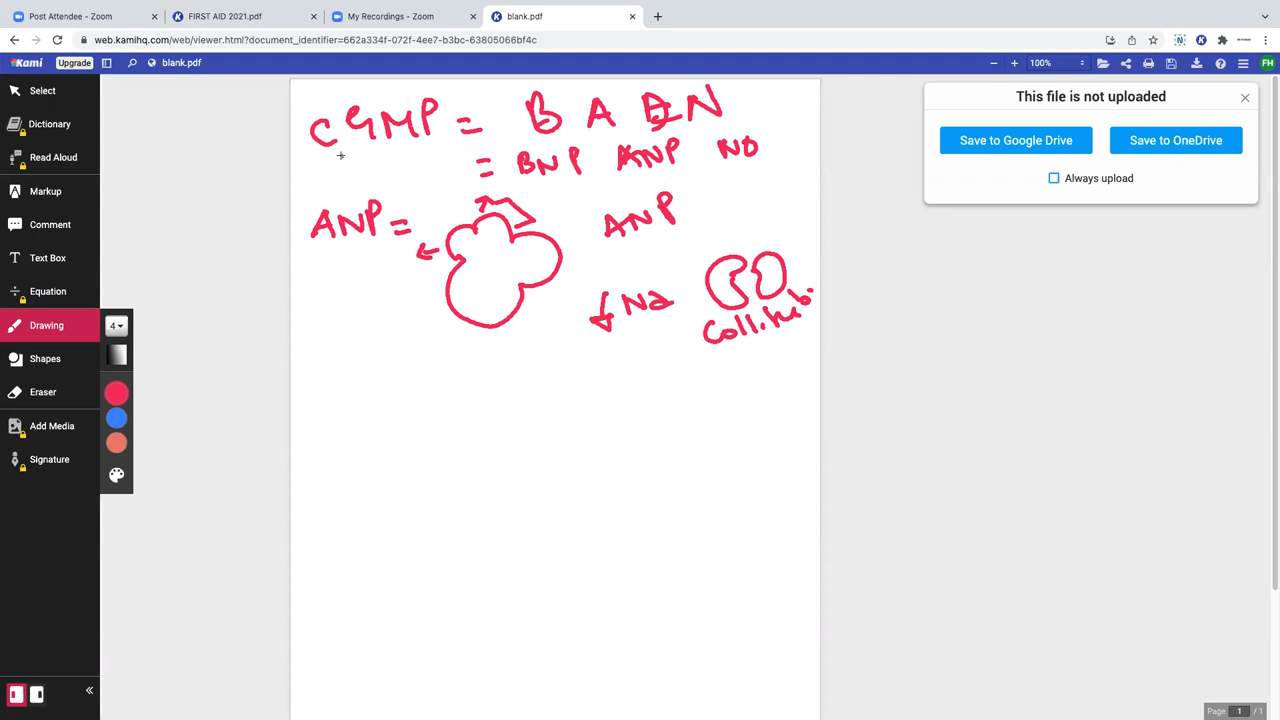 Post Attendee - Zoom
FIRST AID 2021.pdf
My Recordings - Zoom
blank.pdf
web.kamihq.com/web/viewer.html?document_identifier=662a334f-072f-4ee7-b3bc-63805066bf4c
Kami
Upgrade
blank.pdf
100%
FH
Select
Dictionary
Read Aloud
Markup
Comment
Text Box
Equation
Drawing
Shapes
Eraser
Add Media
Signature
4
This file is not uploaded
Save to Google Drive
Save to OneDrive
Always upload
cGMP = B A N
= BNP ANP NO
ANP =
ANP
↓ Na
Page 1 / 1